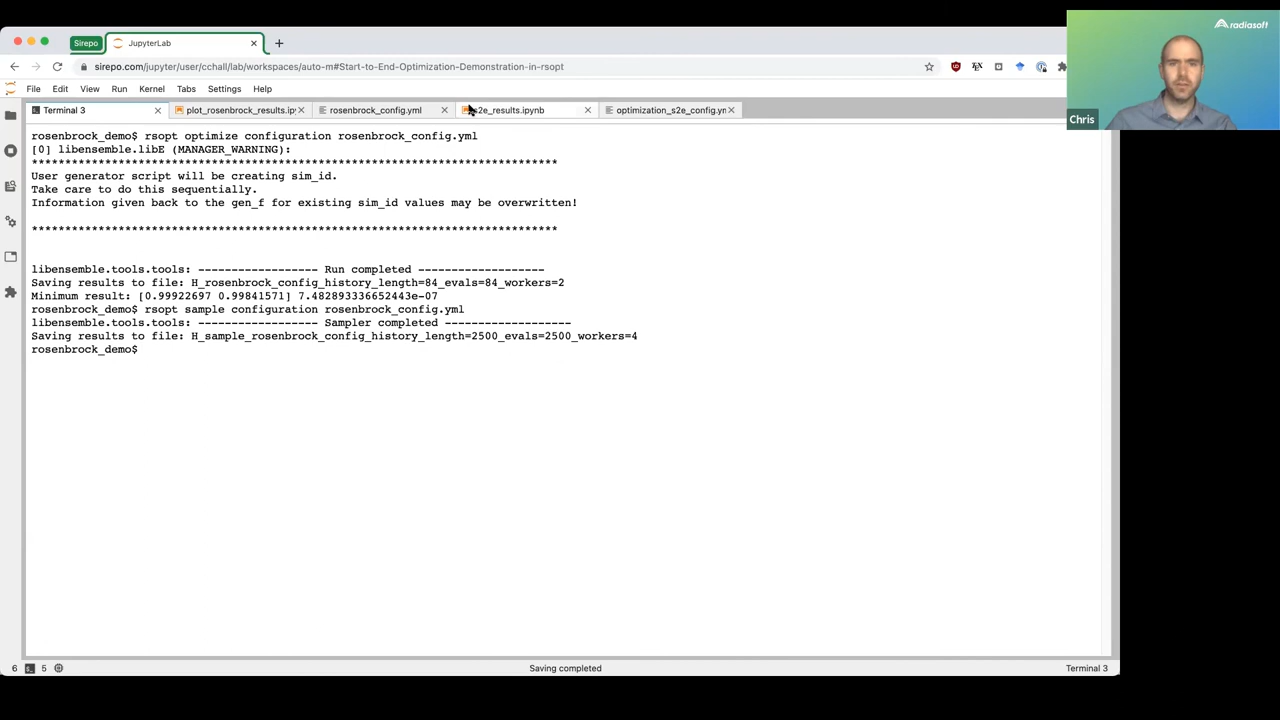 radiasoft
Chris
Sirepo
JupyterLab
sirepo.com/jupyter/user/cchall/lab/workspaces/auto-m#Start-to-End-Optimization-Demonstration-in-rsopt
File Edit View Run Kernel Tabs Settings Help
Terminal 3
plot_rosenbrock_results.ip
rosenbrock_config.yml
s2e_results.ipynb
optimization_s2e_config.ym
rosenbrock_demo$ rsopt optimize configuration rosenbrock_config.yml
[0] libensemble.libE (MANAGER_WARNING):
*******************************************************************************
User generator script will be creating sim_id.
Take care to do this sequentially.
Information given back to the gen_f for existing sim_id values may be overwritten!
*******************************************************************************
libensemble.tools.tools: ------------------ Run completed -------------------
Saving results to file: H_rosenbrock_config_history_length=84_evals=84_workers=2
Minimum result: [0.99922697 0.99841571] 7.482893336652443e-07
rosenbrock_demo$ rsopt sample configuration rosenbrock_config.yml
libensemble.tools.tools: ------------------ Sampler completed -------------------
Saving results to file: H_sample_rosenbrock_config_history_length=2500_evals=2500_workers=4
rosenbrock_demo$
6 5 Saving completed Terminal 3